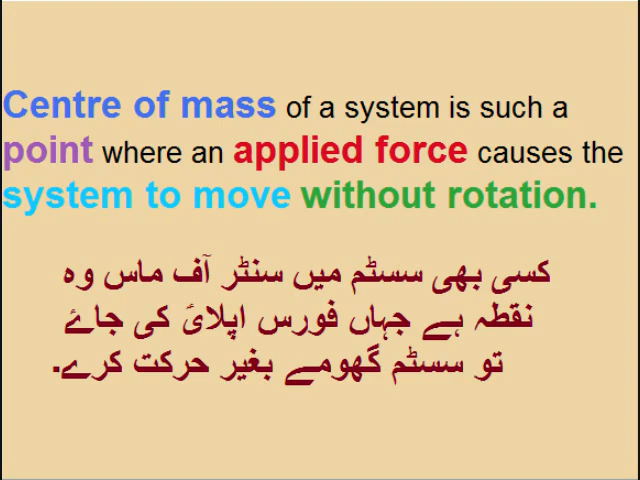 Centre of mass of a system is such a
point where an applied force causes the
system to move without rotation.
کسی بھی سسٹم میں سنٹر آف ماس وہ
نقطہ ہے جہاں فورس اپلائ کی جاۓ
تو سسٹم گھومے بغیر حرکت کرے۔